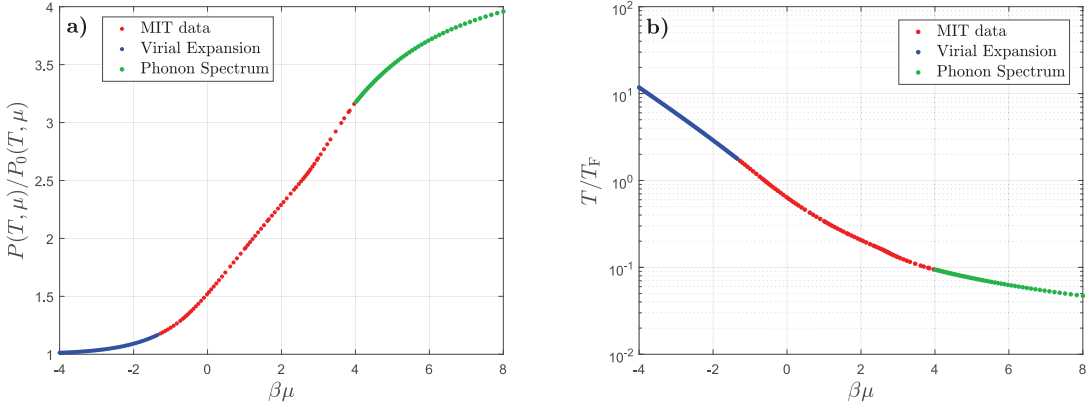 a)
MIT data
Virial Expansion
Phonon Spectrum
P(T, μ)/P₀(T, μ)
4
3.5
3
2.5
2
1.5
1
-4 -2 0 2 4 6 8
βμ
b)
MIT data
Virial Expansion
Phonon Spectrum
T/T_F
10²
10¹
10⁰
10⁻¹
10⁻²
-4 -2 0 2 4 6 8
βμ